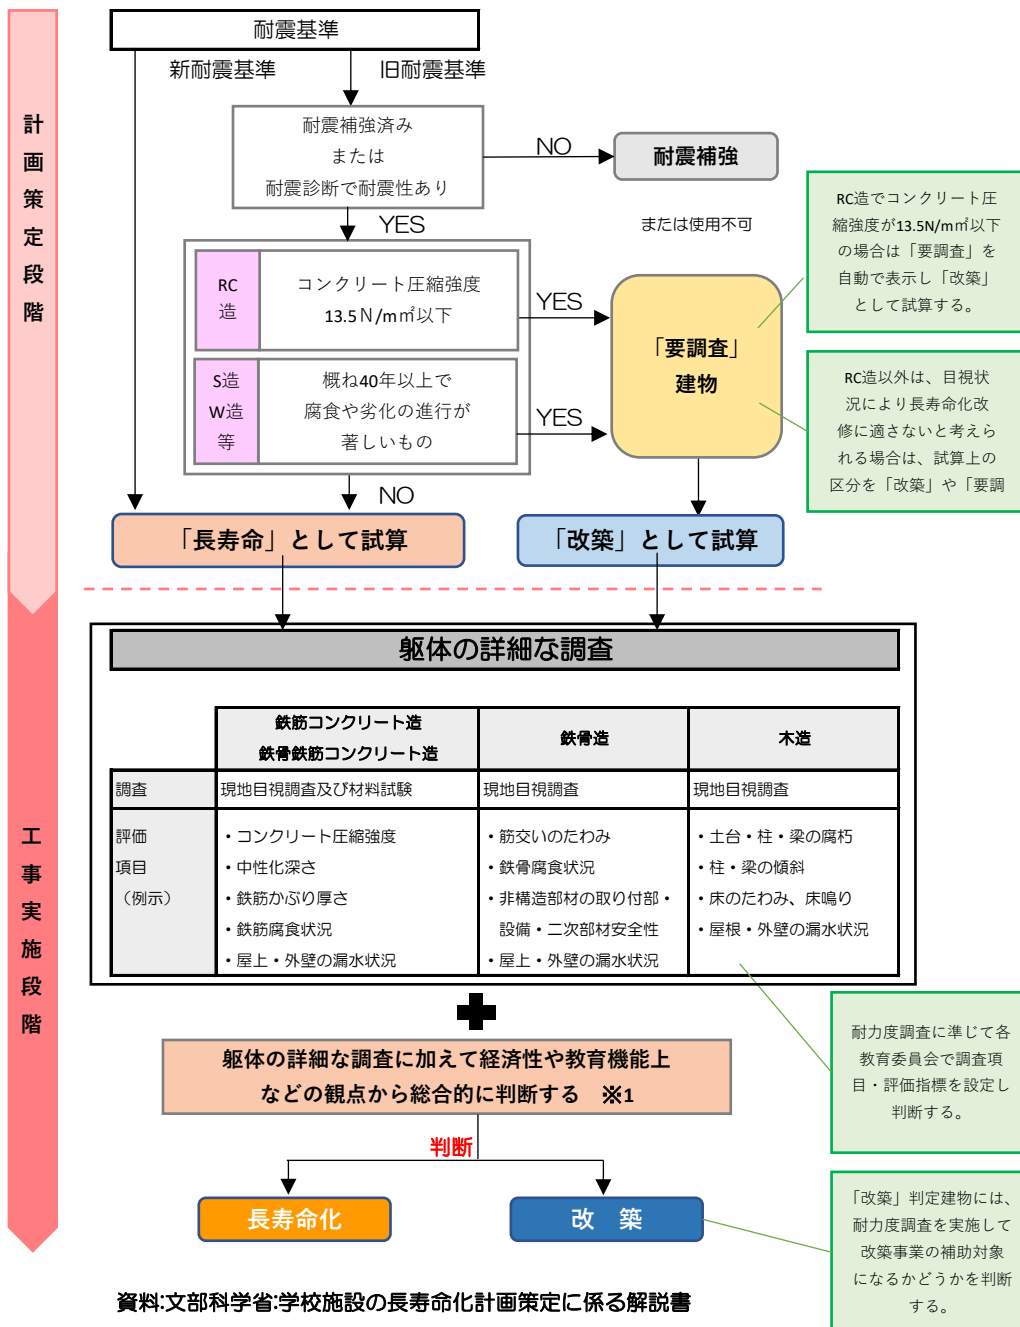 耐震基準
新耐震基準
旧耐震基準
計画策定段階
耐震補強済み
または
耐震診断で耐震性あり
NO
耐震補強
または使用不可
YES
RC造でコンクリート圧
縮強度が13.5N/m㎡以下
の場合は「要調査」を
自動で表示し「改築」
として試算する。
RC
造
コンクリート圧縮強度
13.5N/m㎡以下
YES
「要調査」
建物
S造
W造
等
概ね40年以上で
腐食や劣化の進行が
著しいもの
YES
RC造以外は、目視状
況により長寿命化改
修に適さないと考えら
れる場合は、試算上の
区分を「改築」や「要調
NO
「長寿命」として試算
「改築」として試算
工事実施段階
躯体の詳細な調査
鉄筋コンクリート造
鉄骨鉄筋コンクリート造
鉄骨造
木造
調査
現地目視調査及び材料試験
現地目視調査
現地目視調査
評価
項目
（例示）
・コンクリート圧縮強度
・中性化深さ
・鉄筋かぶり厚さ
・鉄筋腐食状況
・屋上・外壁の漏水状況
・筋交いのたわみ
・鉄骨腐食状況
・非構造部材の取り付部・
設備・二次部材安全性
・屋上・外壁の漏水状況
・土台・柱・梁の腐朽
・柱・梁の傾斜
・床のたわみ、床鳴り
・屋根・外壁の漏水状況
耐力度調査に準じて各
教育委員会で調査項
目・評価指標を設定し
判断する。
躯体の詳細な調査に加えて経済性や教育機能上
などの観点から総合的に判断する　※1
判断
長寿命化
改　築
「改築」判定建物には、
耐力度調査を実施して
改築事業の補助対象
になるかどうかを判断
する。
資料:文部科学省:学校施設の長寿命化計画策定に係る解説書